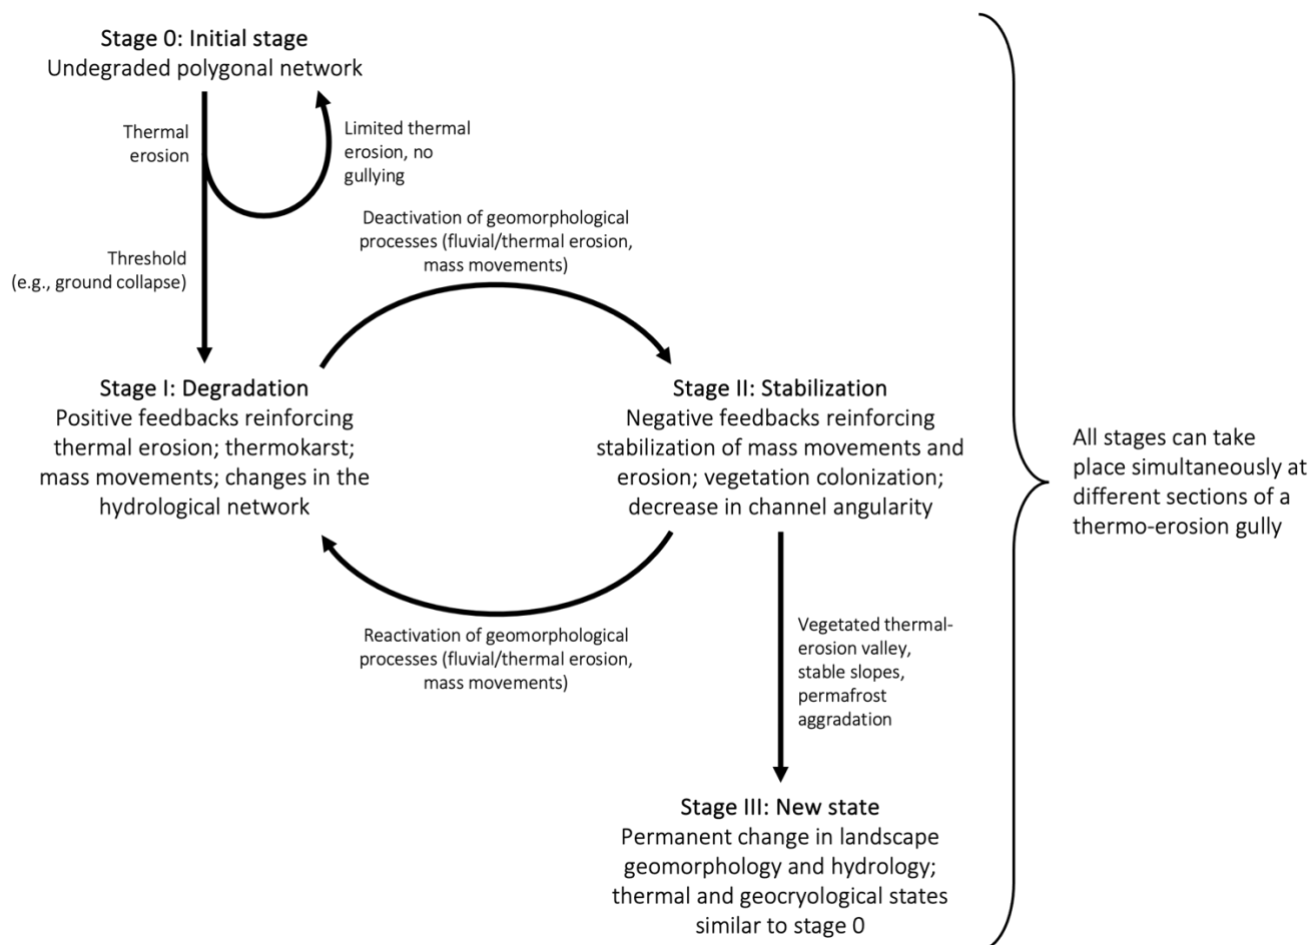 Stage 0: Initial stage
Undegraded polygonal network
Thermal
erosion
Limited thermal
erosion, no
gullying
Threshold
(e.g., ground collapse)
Deactivation of geomorphological
processes (fluvial/thermal erosion,
mass movements)
Stage I: Degradation
Positive feedbacks reinforcing
thermal erosion; thermokarst;
mass movements; changes in the
hydrological network
Stage II: Stabilization
Negative feedbacks reinforcing
stabilization of mass movements and
erosion; vegetation colonization;
decrease in channel angularity
Reactivation of geomorphological
processes (fluvial/thermal erosion,
mass movements)
Vegetated thermal-
erosion valley,
stable slopes,
permafrost
aggradation
Stage III: New state
Permanent change in landscape
geomorphology and hydrology;
thermal and geocryological states
similar to stage 0
All stages can take
place simultaneously at
different sections of a
thermo-erosion gully